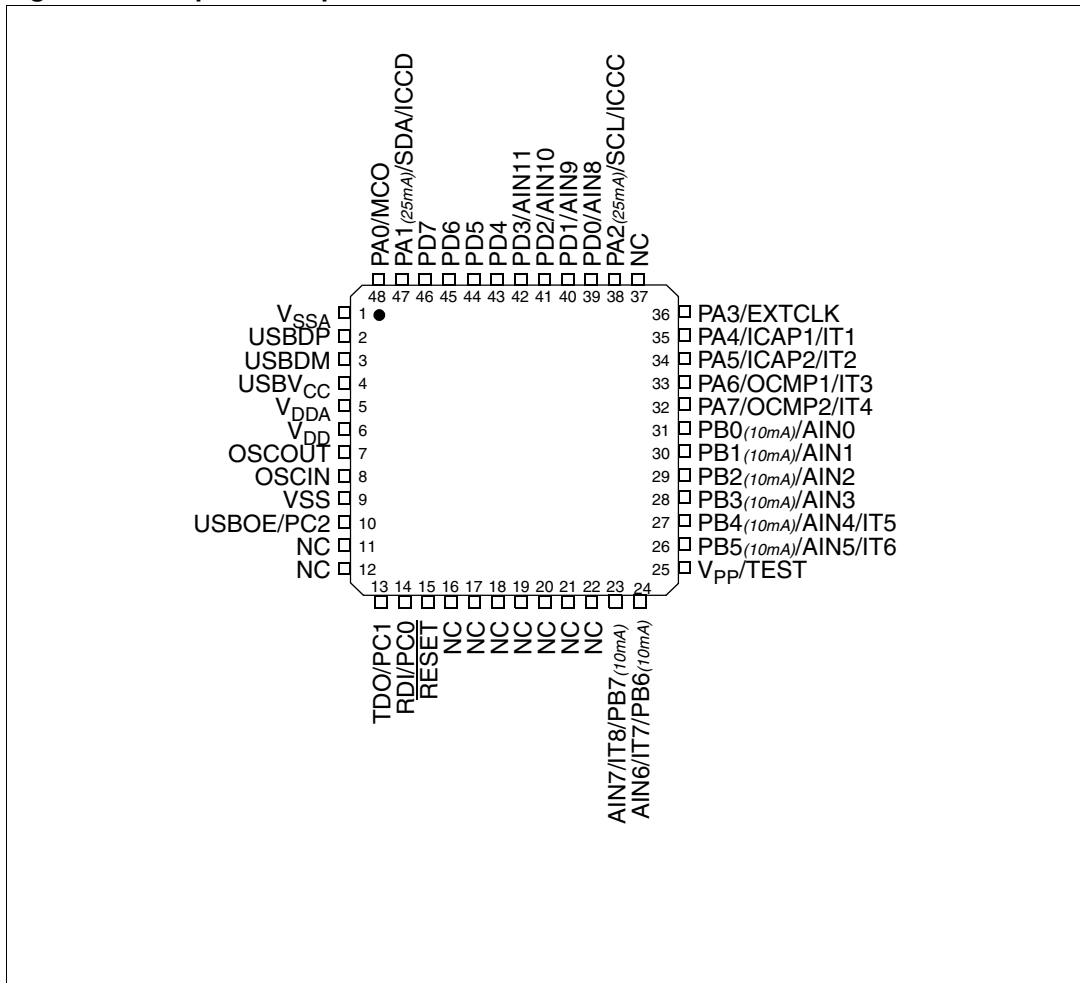 PA0/MCO
PA1(25mA)/SDA/ICCD
PD7
PD6
PD5
PD4
PD3/AIN11
PD2/AIN10
PD1/AIN9
PD0/AIN8
PA2(25mA)/SCL/ICCC
NC
48 47 46 45 44 43 42 41 40 39 38 37
VSSA 1
USBDP 2
USBDM 3
USBVCC 4
VDDA 5
VDD 6
OSCOUT 7
OSCIN 8
VSS 9
USBOE/PC2 10
NC 11
NC 12
36 PA3/EXTCLK
35 PA4/ICAP1/IT1
34 PA5/ICAP2/IT2
33 PA6/OCMP1/IT3
32 PA7/OCMP2/IT4
31 PB0(10mA)/AIN0
30 PB1(10mA)/AIN1
29 PB2(10mA)/AIN2
28 PB3(10mA)/AIN3
27 PB4(10mA)/AIN4/IT5
26 PB5(10mA)/AIN5/IT6
25 VPP/TEST
13 14 15 16 17 18 19 20 21 22 23 24
TDO/PC1
RDI/PC0
RESET
NC
NC
NC
NC
NC
NC
NC
AIN7/IT8/PB7(10mA)
AIN6/IT7/PB6(10mA)